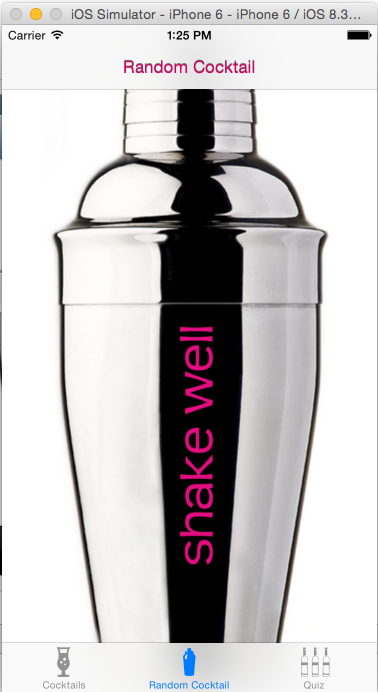 iOS Simulator - iPhone 6 - iPhone 6 / iOS 8.3...
Carrier 1:25 PM
Random Cocktail
shake well
Cocktails Random Cocktail Quiz